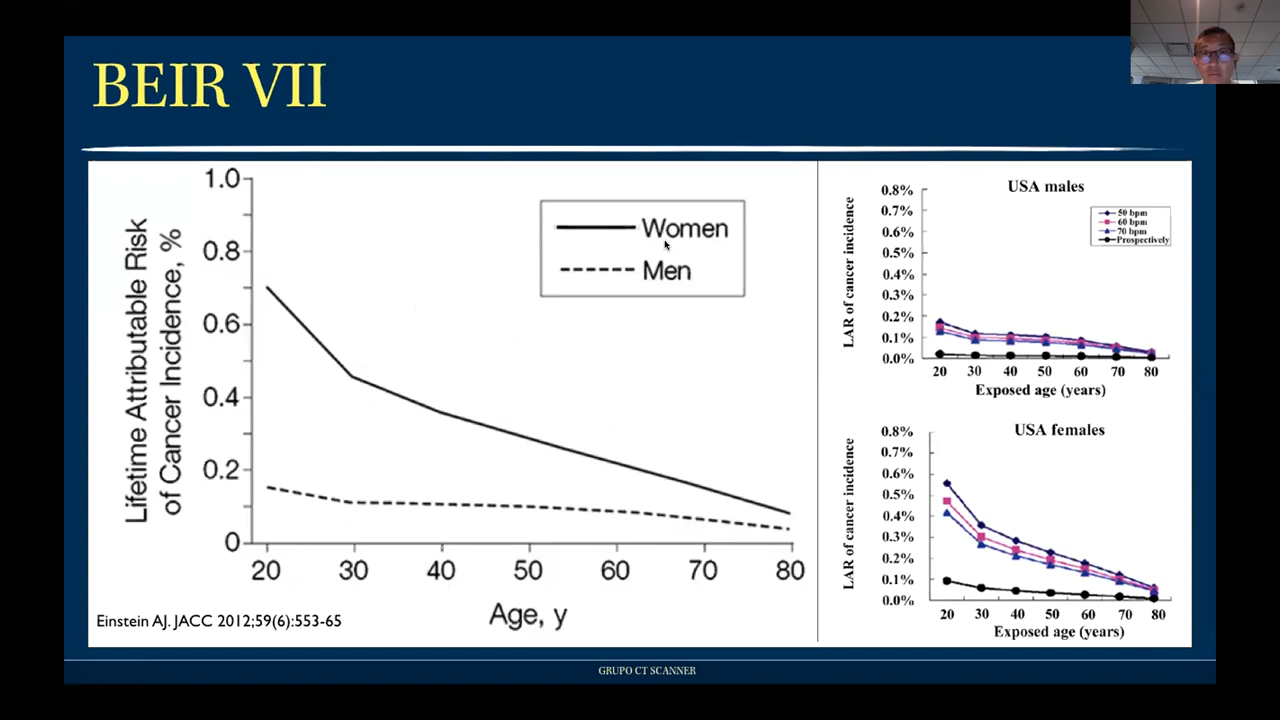 BEIR VII
Lifetime Attributable Risk
of Cancer Incidence, %
1.0
0.8
0.6
0.4
0.2
0
Women
Men
20 30 40 50 60 70 80
Age, y
Einstein AJ. JACC 2012;59(6):553-65
USA males
LAR of cancer incidence
0.8%
0.7%
0.6%
0.5%
0.4%
0.3%
0.2%
0.1%
0.0%
50 bpm
60 bpm
70 bpm
Prospectively
20 30 40 50 60 70 80
Exposed age (years)
USA females
LAR of cancer incidence
0.8%
0.7%
0.6%
0.5%
0.4%
0.3%
0.2%
0.1%
0.0%
20 30 40 50 60 70 80
Exposed age (years)
GRUPO CT SCANNER